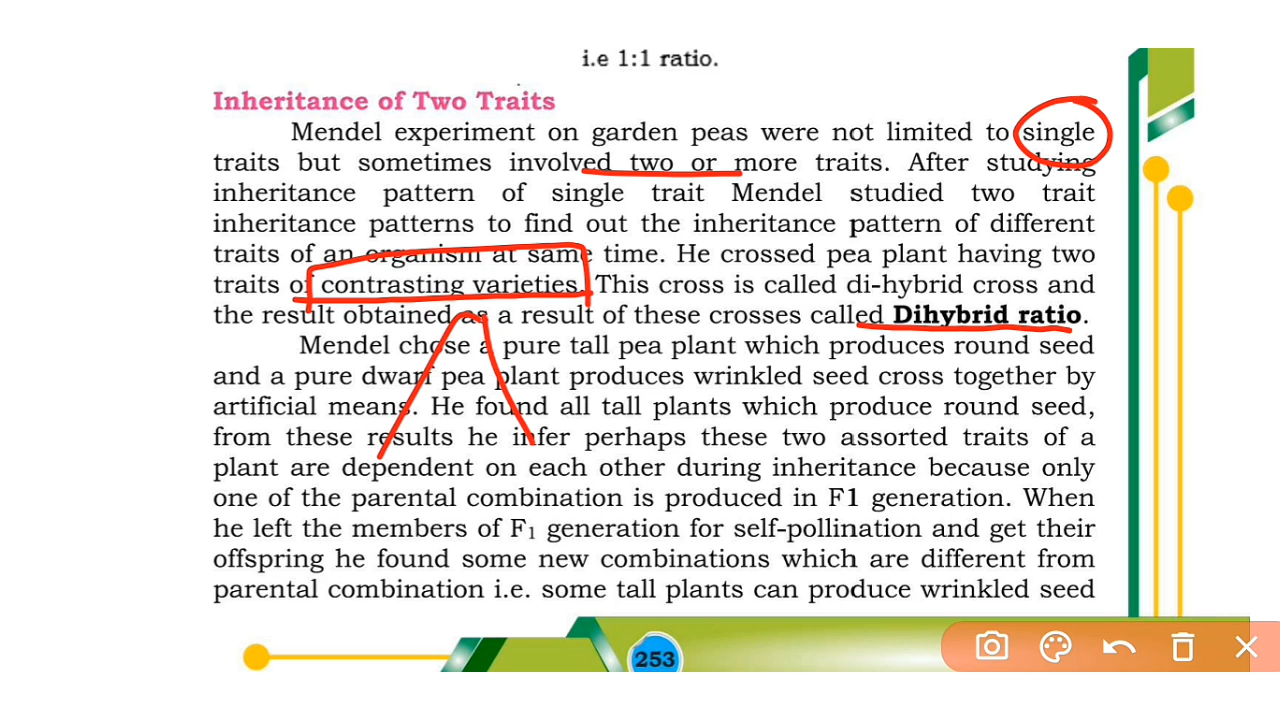 i.e 1:1 ratio.
Inheritance of Two Traits
Mendel experiment on garden peas were not limited to single
traits but sometimes involved two or more traits. After studying
inheritance pattern of single trait Mendel studied two trait
inheritance patterns to find out the inheritance pattern of different
traits of an organism at same time. He crossed pea plant having two
traits of contrasting varieties. This cross is called di-hybrid cross and
the result obtained as a result of these crosses called Dihybrid ratio.
Mendel chose a pure tall pea plant which produces round seed
and a pure dwarf pea plant produces wrinkled seed cross together by
artificial means. He found all tall plants which produce round seed,
from these results he infer perhaps these two assorted traits of a
plant are dependent on each other during inheritance because only
one of the parental combination is produced in F1 generation. When
he left the members of F₁ generation for self-pollination and get their
offspring he found some new combinations which are different from
parental combination i.e. some tall plants can produce wrinkled seed
253